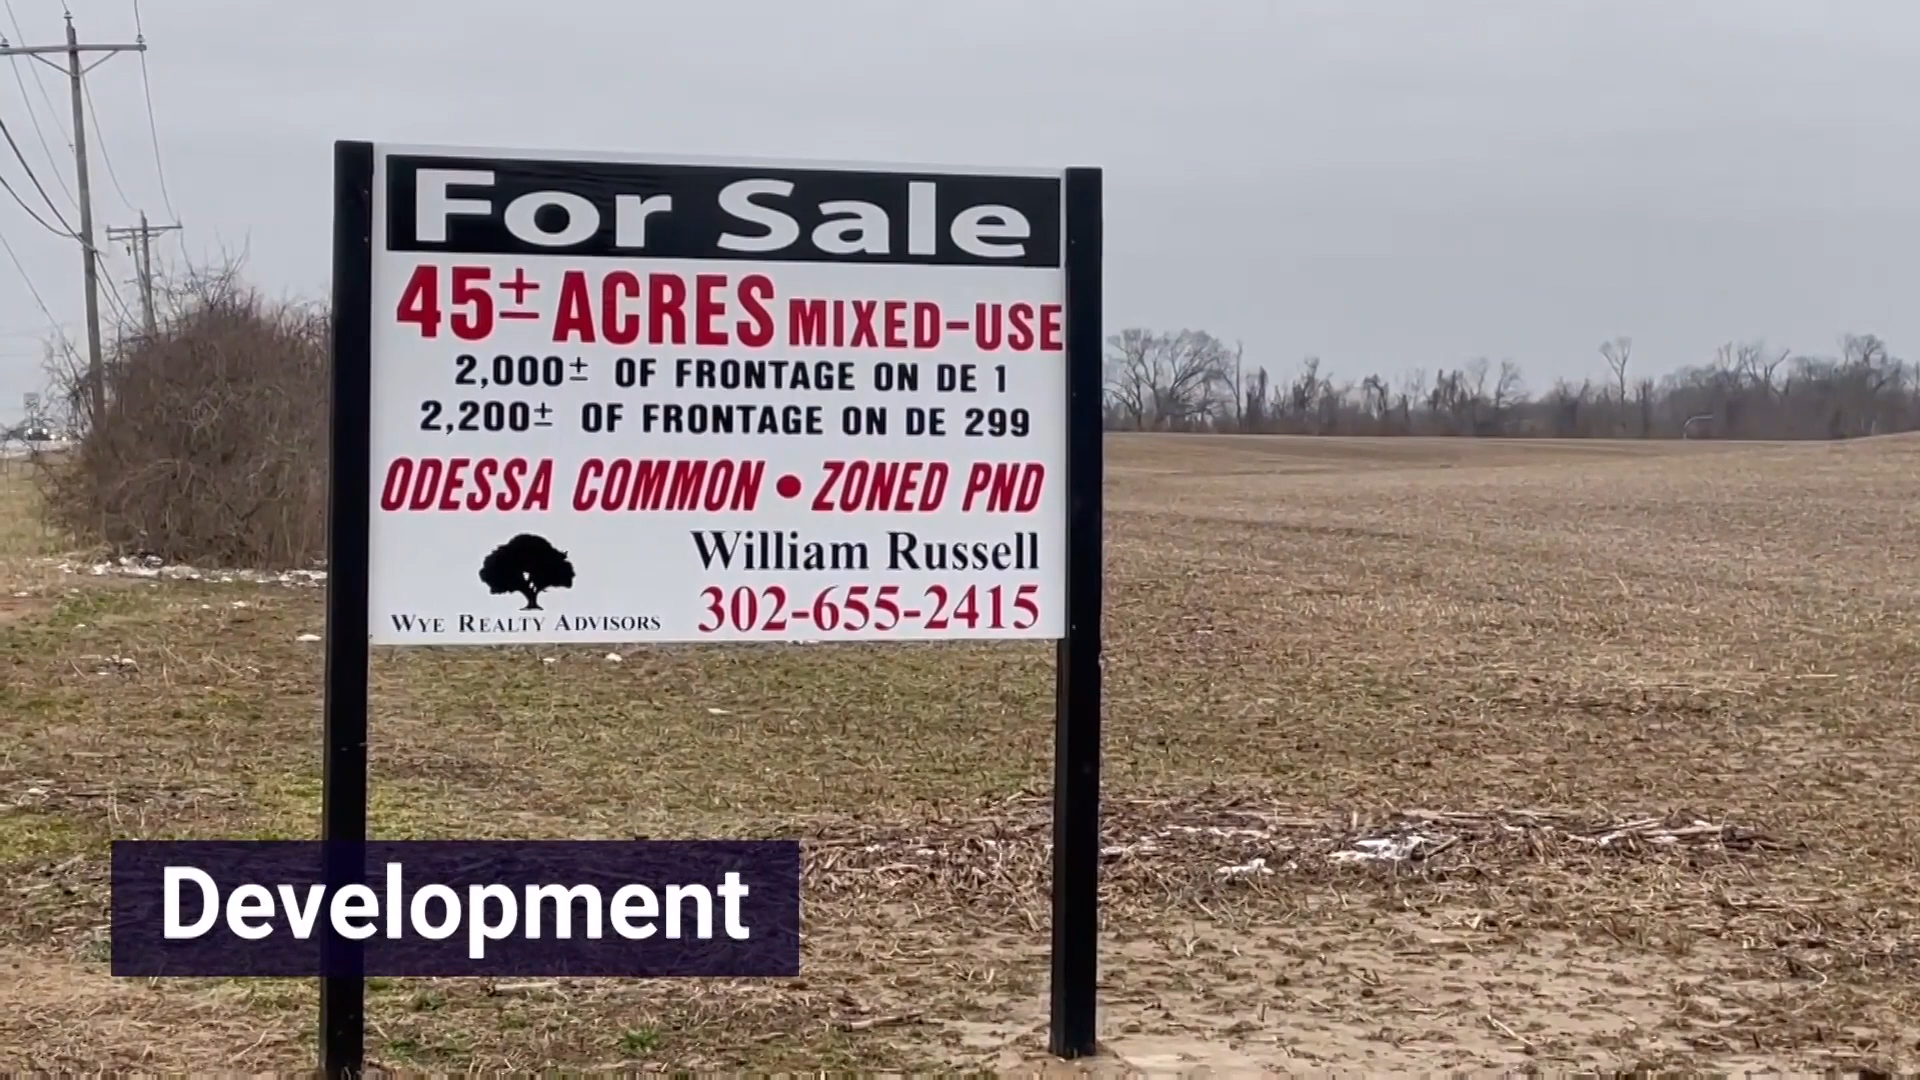 For Sale
45± ACRES MIXED-USE
2,000± OF FRONTAGE ON DE 1
2,200± OF FRONTAGE ON DE 299
ODESSA COMMON • ZONED PND
William Russell
WYE REALTY ADVISORS 302-655-2415
Development